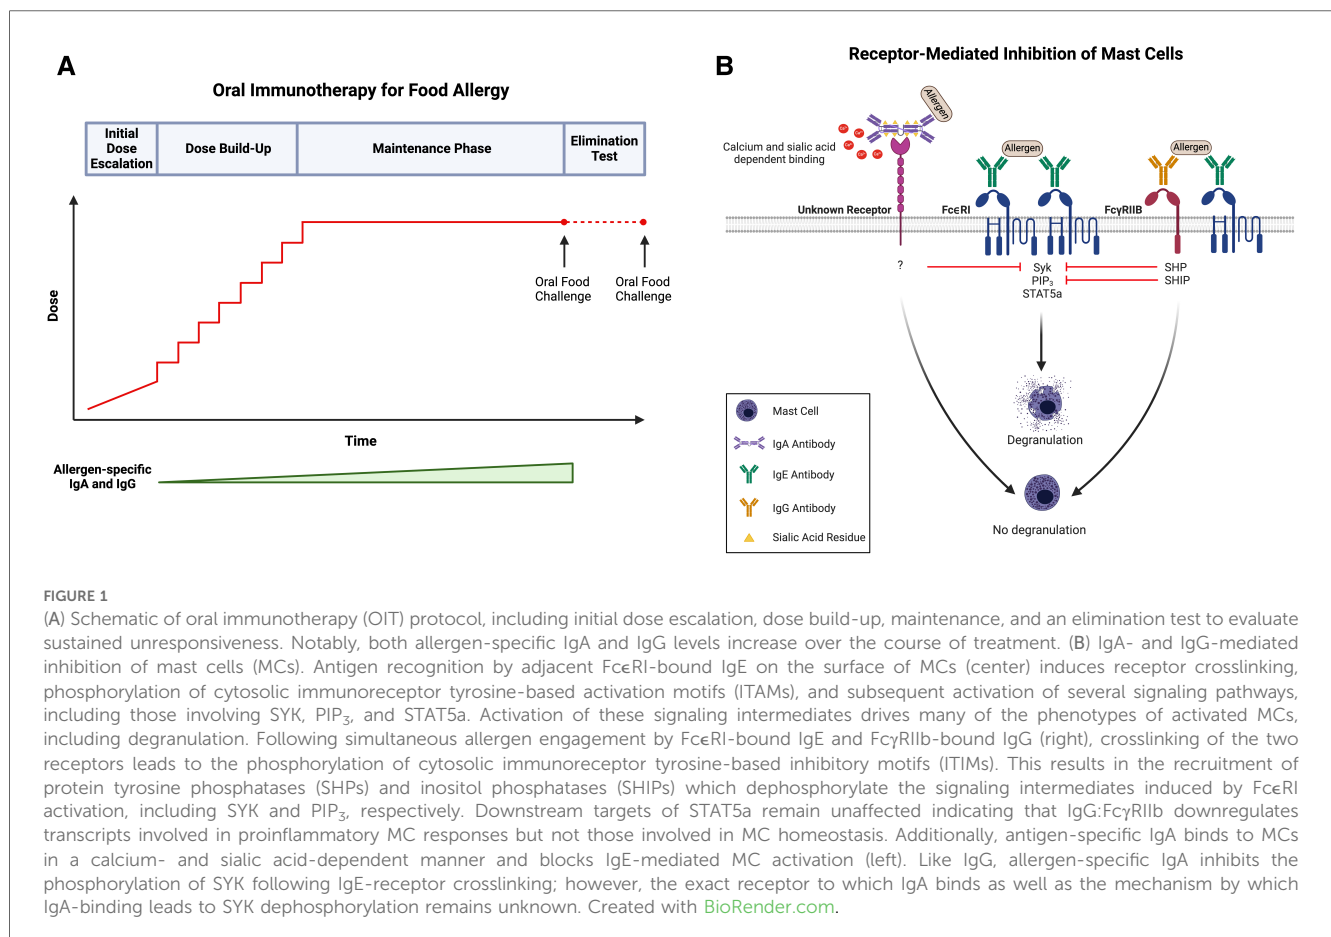 A
Oral Immunotherapy for Food Allergy
Initial
Dose
Escalation
Dose Build-Up
Maintenance Phase
Elimination
Test
Dose
Oral Food
Challenge
Oral Food
Challenge
Time
Allergen-specific
IgA and IgG
B
Receptor-Mediated Inhibition of Mast Cells
Allergen
Calcium and sialic acid
dependent binding
Ca²⁺
Ca²⁺
Ca²⁺
Ca²⁺
Ca²⁺
Allergen
Allergen
Unknown Receptor
FcϵRI
FcγRIIB
?
Syk
PIP₃
STAT5a
SHP
SHIP
Degranulation
No degranulation
Mast Cell
IgA Antibody
IgE Antibody
IgG Antibody
Sialic Acid Residue
FIGURE 1
(A) Schematic of oral immunotherapy (OIT) protocol, including initial dose escalation, dose build-up, maintenance, and an elimination test to evaluate
sustained unresponsiveness. Notably, both allergen-specific IgA and IgG levels increase over the course of treatment. (B) IgA- and IgG-mediated
inhibition of mast cells (MCs). Antigen recognition by adjacent FcϵRI-bound IgE on the surface of MCs (center) induces receptor crosslinking,
phosphorylation of cytosolic immunoreceptor tyrosine-based activation motifs (ITAMs), and subsequent activation of several signaling pathways,
including those involving SYK, PIP₃, and STAT5a. Activation of these signaling intermediates drives many of the phenotypes of activated MCs,
including degranulation. Following simultaneous allergen engagement by FcϵRI-bound IgE and FcγRIIb-bound IgG (right), crosslinking of the two
receptors leads to the phosphorylation of cytosolic immunoreceptor tyrosine-based inhibitory motifs (ITIMs). This results in the recruitment of
protein tyrosine phosphatases (SHPs) and inositol phosphatases (SHIPs) which dephosphorylate the signaling intermediates induced by FcεRI
activation, including SYK and PIP₃, respectively. Downstream targets of STAT5a remain unaffected indicating that IgG:FcγRIIb downregulates
transcripts involved in proinflammatory MC responses but not those involved in MC homeostasis. Additionally, antigen-specific IgA binds to MCs
in a calcium- and sialic acid-dependent manner and blocks IgE-mediated MC activation (left). Like IgG, allergen-specific IgA inhibits the
phosphorylation of SYK following IgE-receptor crosslinking; however, the exact receptor to which IgA binds as well as the mechanism by which
IgA-binding leads to SYK dephosphorylation remains unknown. Created with BioRender.com.